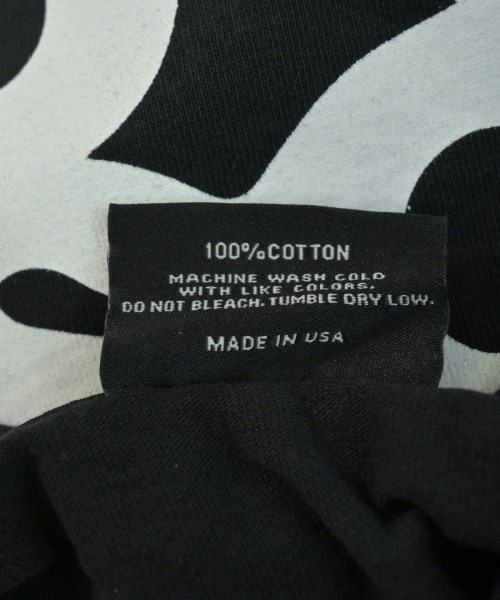 100%COTTON
MACHINE WASH COLD
WITH LIKE COLORS.
DO NOT BLEACH. TUMBLE DRY LOW.
MADE IN USA